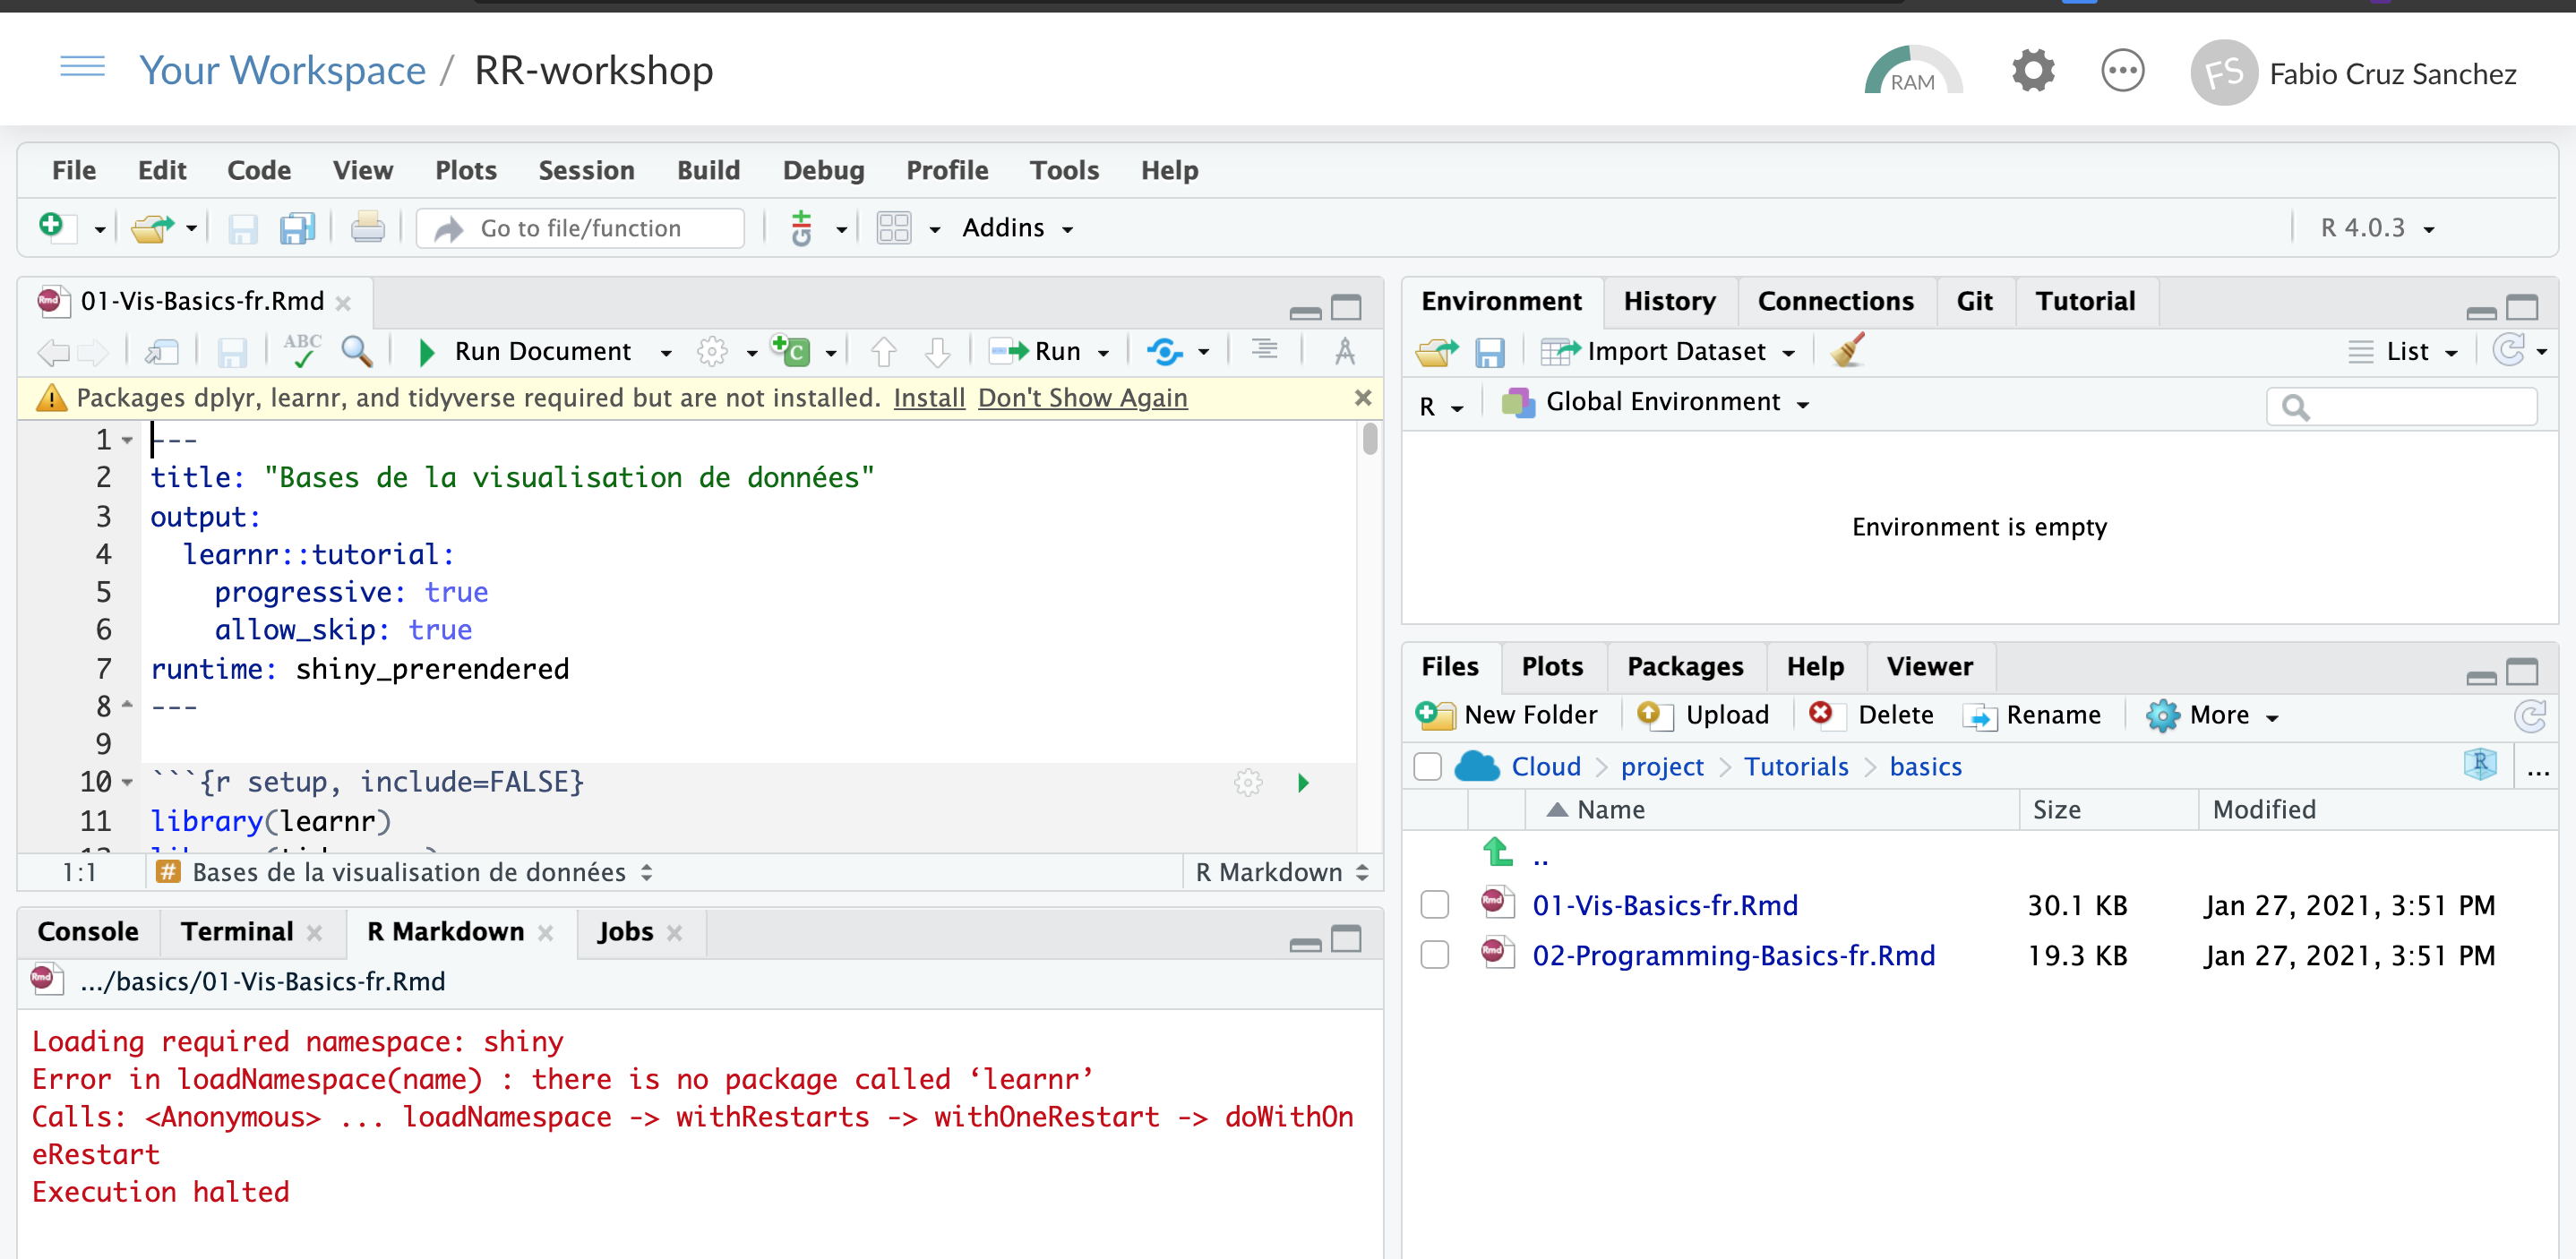 Your Workspace / RR-workshop
RAM
FS Fabio Cruz Sanchez
File Edit Code View Plots Session Build Debug Profile Tools Help
Go to file/function
Addins
R 4.0.3
01-Vis-Basics-fr.Rmd
ABC Run Document Run
Packages dplyr, learnr, and tidyverse required but are not installed. Install Don't Show Again
1 ---
2 title: "Bases de la visualisation de données"
3 output:
4 learnr::tutorial:
5 progressive: true
6 allow_skip: true
7 runtime: shiny_prerendered
8 ---
9
10 ```{r setup, include=FALSE}
11 library(learnr)
1:1 # Bases de la visualisation de données R Markdown
Console Terminal R Markdown Jobs
.../basics/01-Vis-Basics-fr.Rmd
Loading required namespace: shiny
Error in loadNamespace(name) : there is no package called ‘learnr’
Calls: <Anonymous> ... loadNamespace -> withRestarts -> withOneRestart -> doWithOn
eRestart
Execution halted
Environment History Connections Git Tutorial
Import Dataset List
R Global Environment
Environment is empty
Files Plots Packages Help Viewer
New Folder Upload Delete Rename More
Cloud > project > Tutorials > basics R ...
Name Size Modified
..
01-Vis-Basics-fr.Rmd 30.1 KB Jan 27, 2021, 3:51 PM
02-Programming-Basics-fr.Rmd 19.3 KB Jan 27, 2021, 3:51 PM